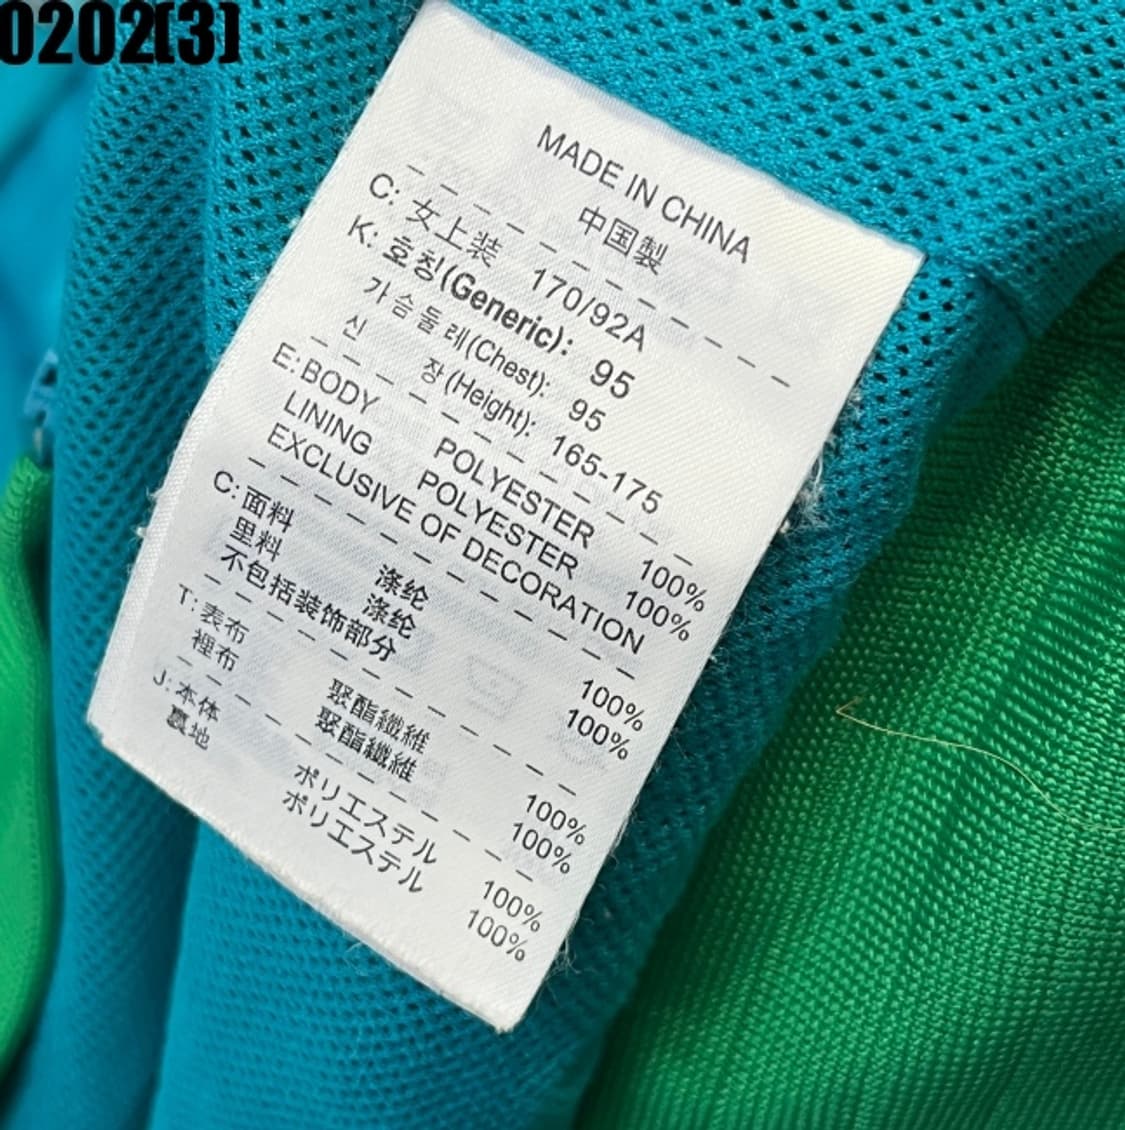 0202(3)
MADE IN CHINA
中国製
C: 女上装 170/92A
K: 호칭(Generic): 95
가슴둘레(Chest): 95
신 장(Height): 165-175
E: BODY POLYESTER 100%
LINING POLYESTER 100%
EXCLUSIVE OF DECORATION
C: 面料 涤纶 100%
里料 涤纶 100%
不包括装饰部分
T: 表布 聚酯纖維 100%
裡布 聚酯纖維 100%
J: 本体 ポリエステル 100%
裏地 ポリエステル 100%